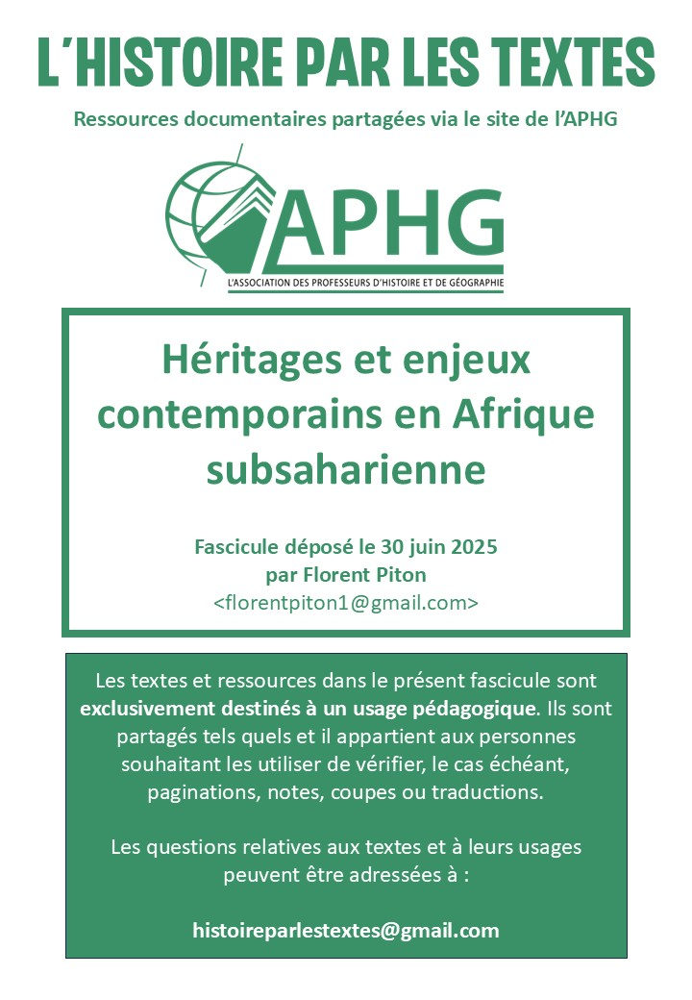 L'HISTOIRE PAR LES TEXTES
Ressources documentaires partagées via le site de l'APHG
APHG
L'ASSOCIATION DES PROFESSEURS D'HISTOIRE ET DE GÉOGRAPHIE
Héritages et enjeux
contemporains en Afrique
subsaharienne
Fascicule déposé le 30 juin 2025
par Florent Piton
<florentpiton1@gmail.com>
Les textes et ressources dans le présent fascicule sont
exclusivement destinés à un usage pédagogique. Ils sont
partagés tels quels et il appartient aux personnes
souhaitant les utiliser de vérifier, le cas échéant,
paginations, notes, coupes ou traductions.
Les questions relatives aux textes et à leurs usages
peuvent être adressées à :
histoireparlestextes@gmail.com